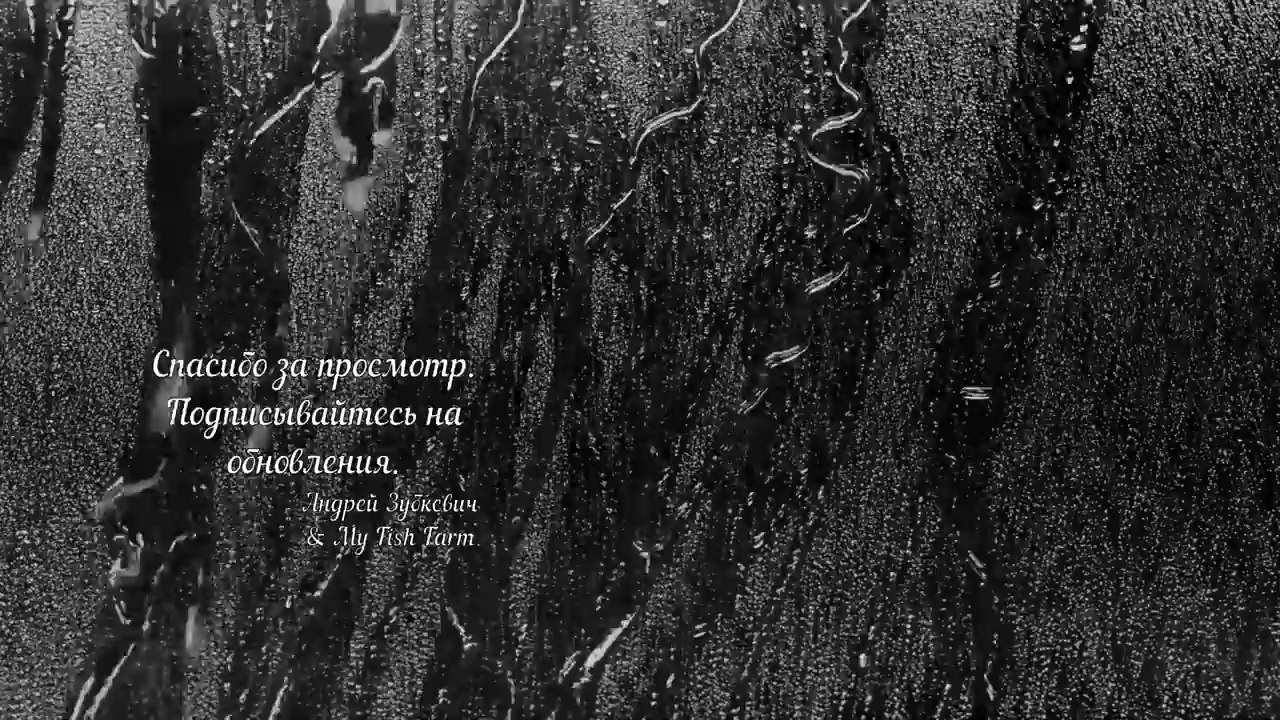 Спасибо за просмотр.
Подписывайтесь на
обновления.
Андрей Зубкевич
& My Fish Farm